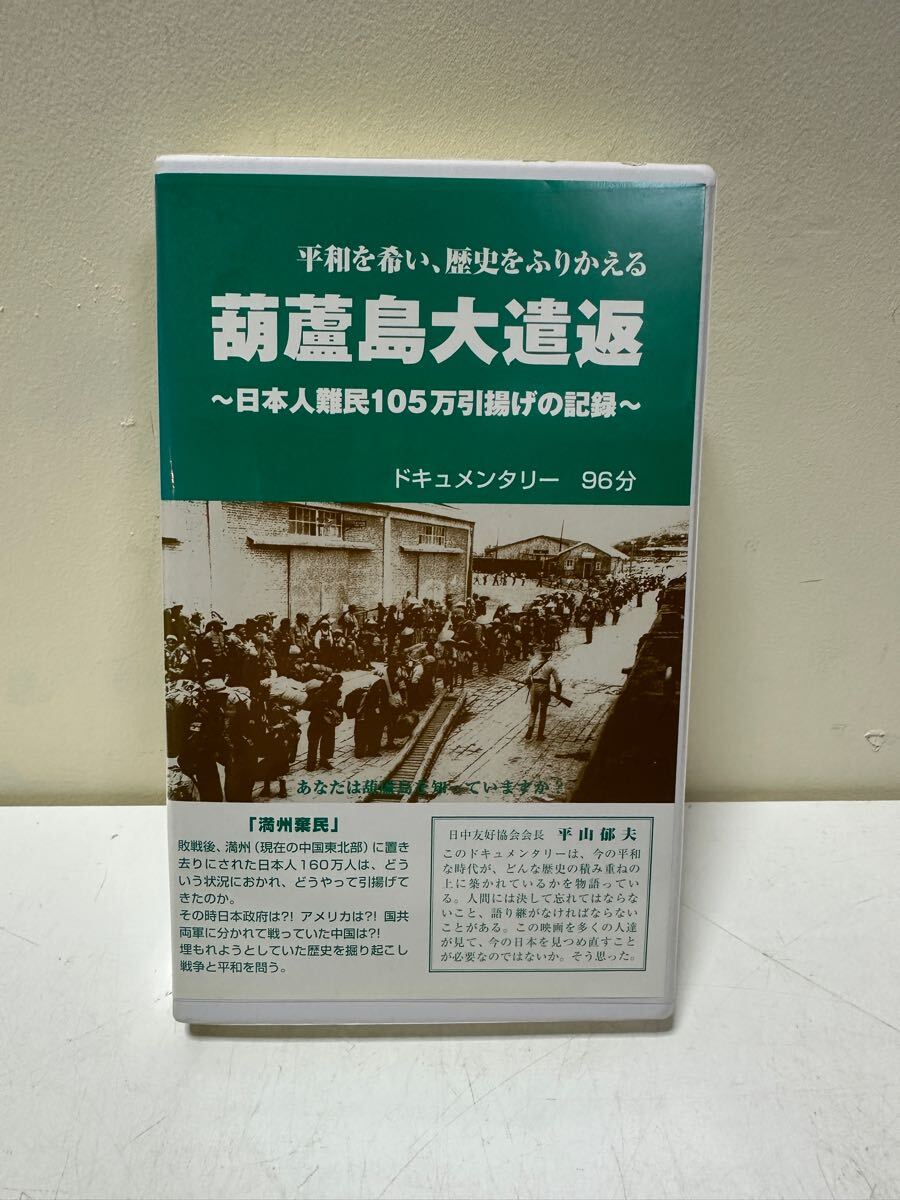 平和を希い、歴史をふりかえる
葫蘆島大遣返
～日本人難民105万引揚げの記録～
ドキュメンタリー　96分
あなたは葫蘆島を知っていますか？
「満州棄民」
敗戦後、満州（現在の中国東北部）に置き
去りにされた日本人160万人は、どう
いう状況におかれ、どうやって引揚げて
きたのか。
その時日本政府は?! アメリカは?! 国共
両軍に分かれて戦っていた中国は?!
埋もれようとしていた歴史を掘り起こし
戦争と平和を問う。
日中友好協会会長　平山郁夫
このドキュメンタリーは、今の平和
な時代が、どんな歴史の積み重ねの
上に築かれているかを物語ってい
る。人間には決して忘れてはならな
いこと、語り継がなければならない
ことがある。この映画を多くの人達
が見て、今の日本を見つめ直すこと
が必要なのではないか。そう思った。